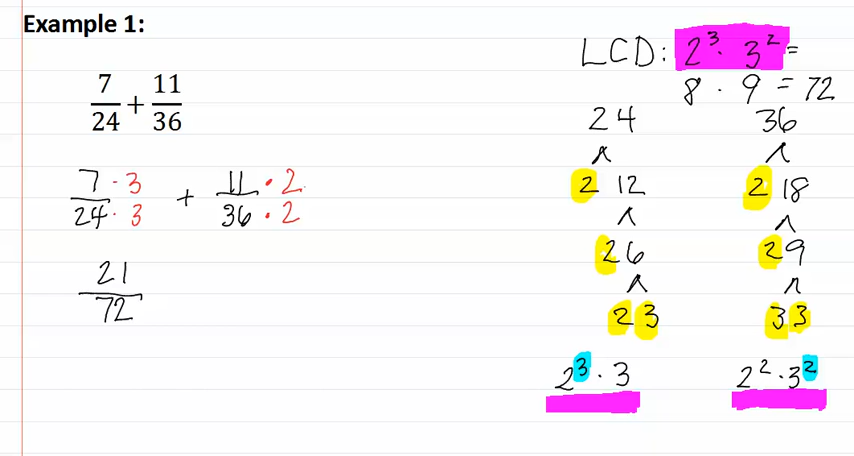 Example 1:
7/24 + 11/36
7 · 3 / 24 · 3 + 11 · 2 / 36 · 2
21/72
LCD: 2³ · 3² =
8 · 9 = 72
24 36
2 12 2 18
2 6 2 9
2 3 3 3
2³ · 3 2² · 3²